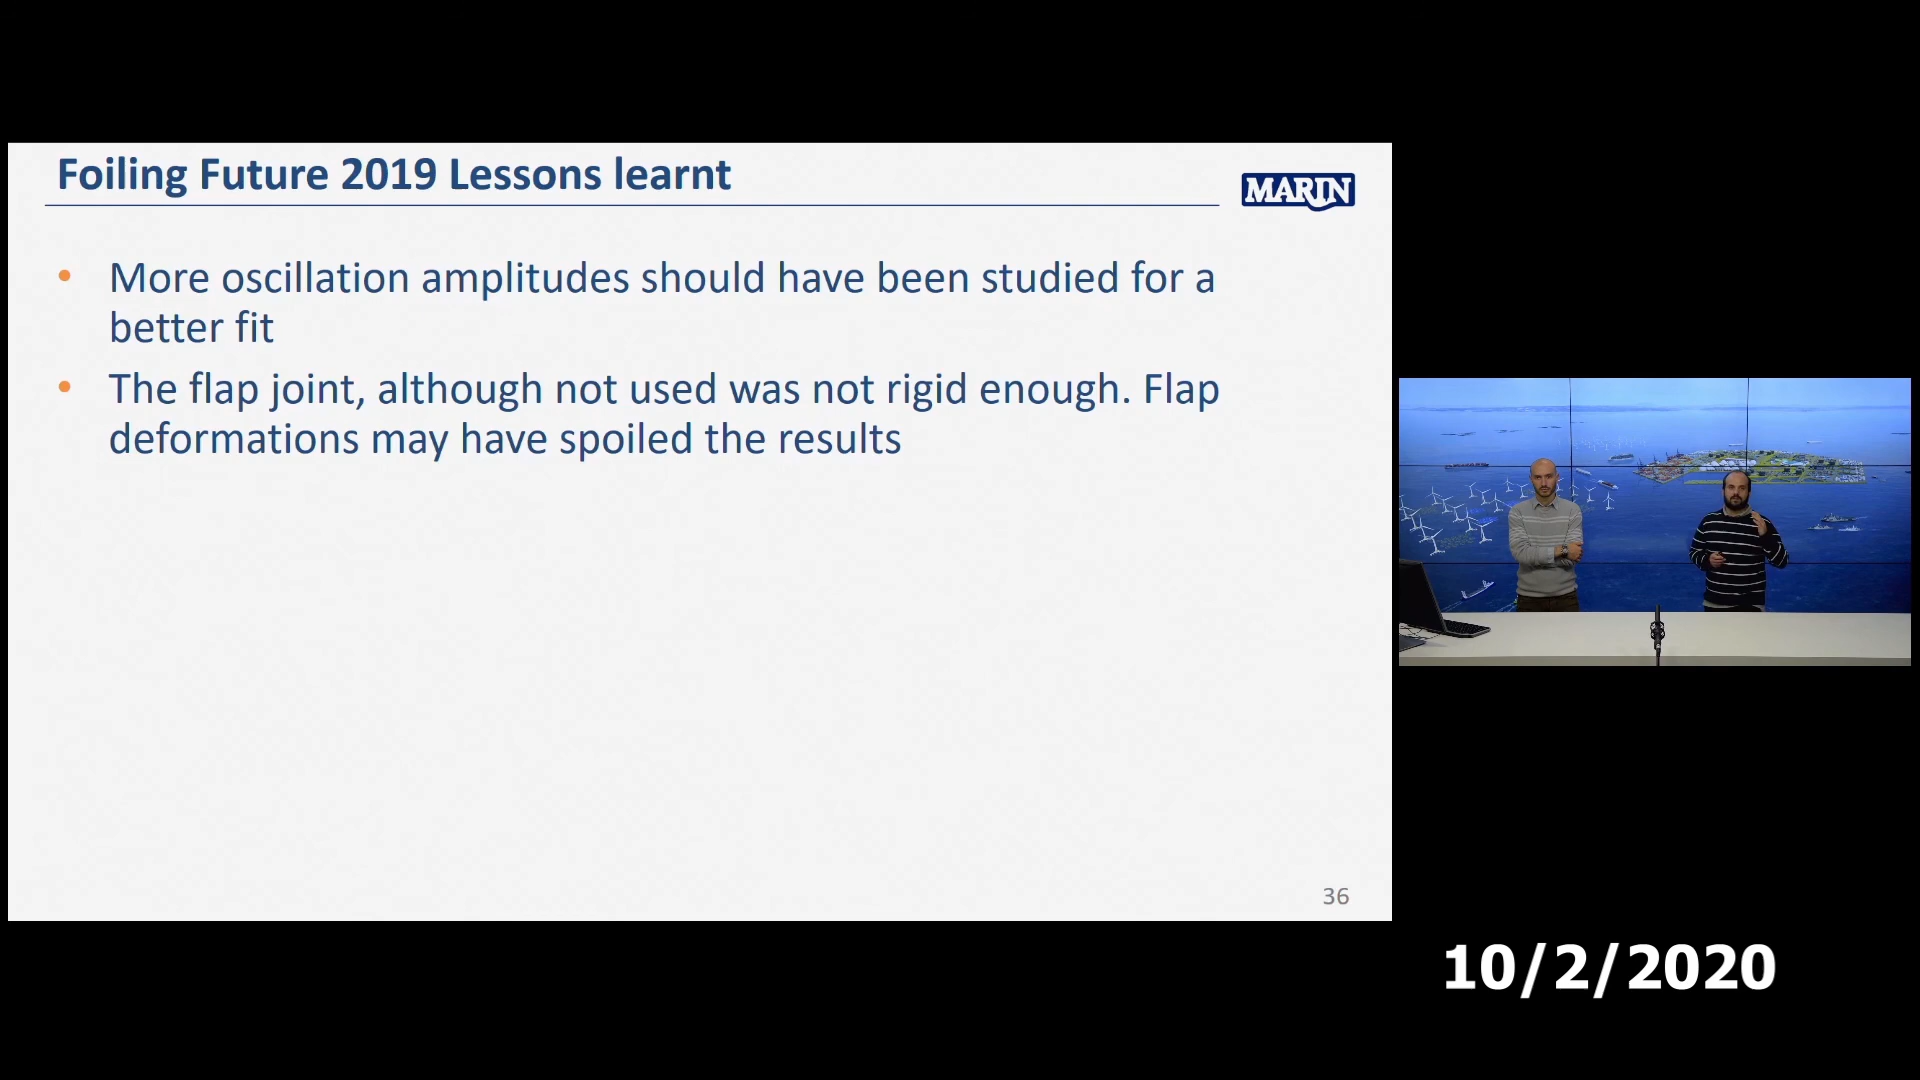 Foiling Future 2019 Lessons learnt
MARIN
• More oscillation amplitudes should have been studied for a
better fit
• The flap joint, although not used was not rigid enough. Flap
deformations may have spoiled the results
36
10/2/2020